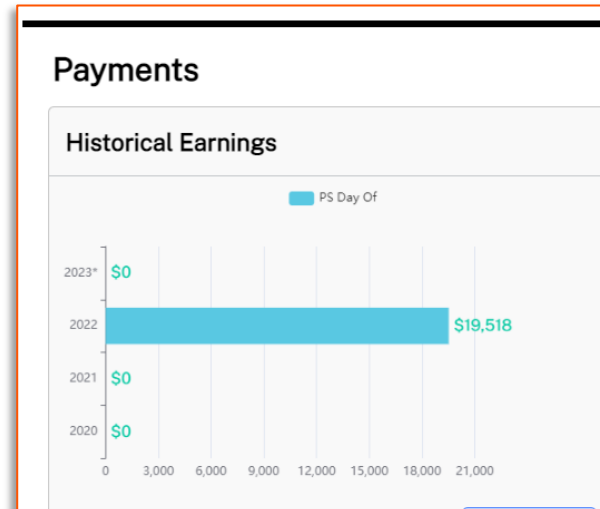 Payments
Historical Earnings
PS Day Of
2023* $0
2022 $19,518
2021 $0
2020 $0
0 3,000 6,000 9,000 12,000 15,000 18,000 21,000